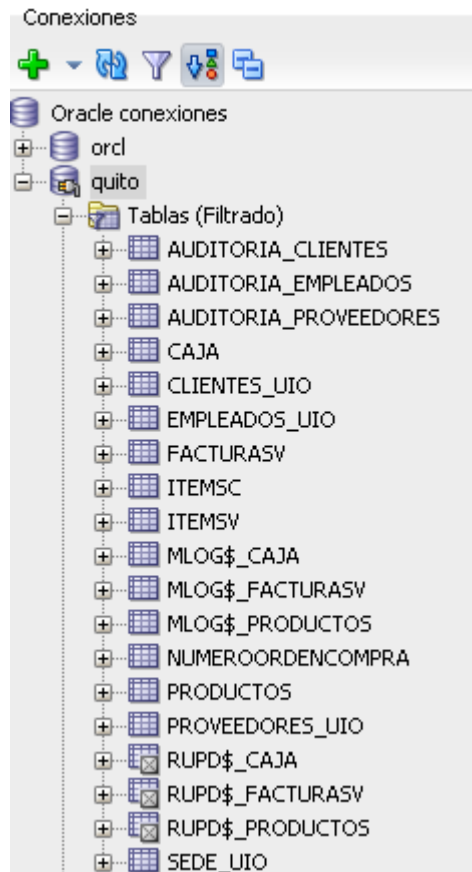 Conexiones
Oracle conexiones
orcl
quito
Tablas (Filtrado)
AUDITORIA_CLIENTES
AUDITORIA_EMPLEADOS
AUDITORIA_PROVEEDORES
CAJA
CLIENTES_UIO
EMPLEADOS_UIO
FACTURASV
ITEMSC
ITEMSV
MLOG$_CAJA
MLOG$_FACTURASV
MLOG$_PRODUCTOS
NUMEROORDENCOMPRA
PRODUCTOS
PROVEEDORES_UIO
RUPD$_CAJA
RUPD$_FACTURASV
RUPD$_PRODUCTOS
SEDE_UIO